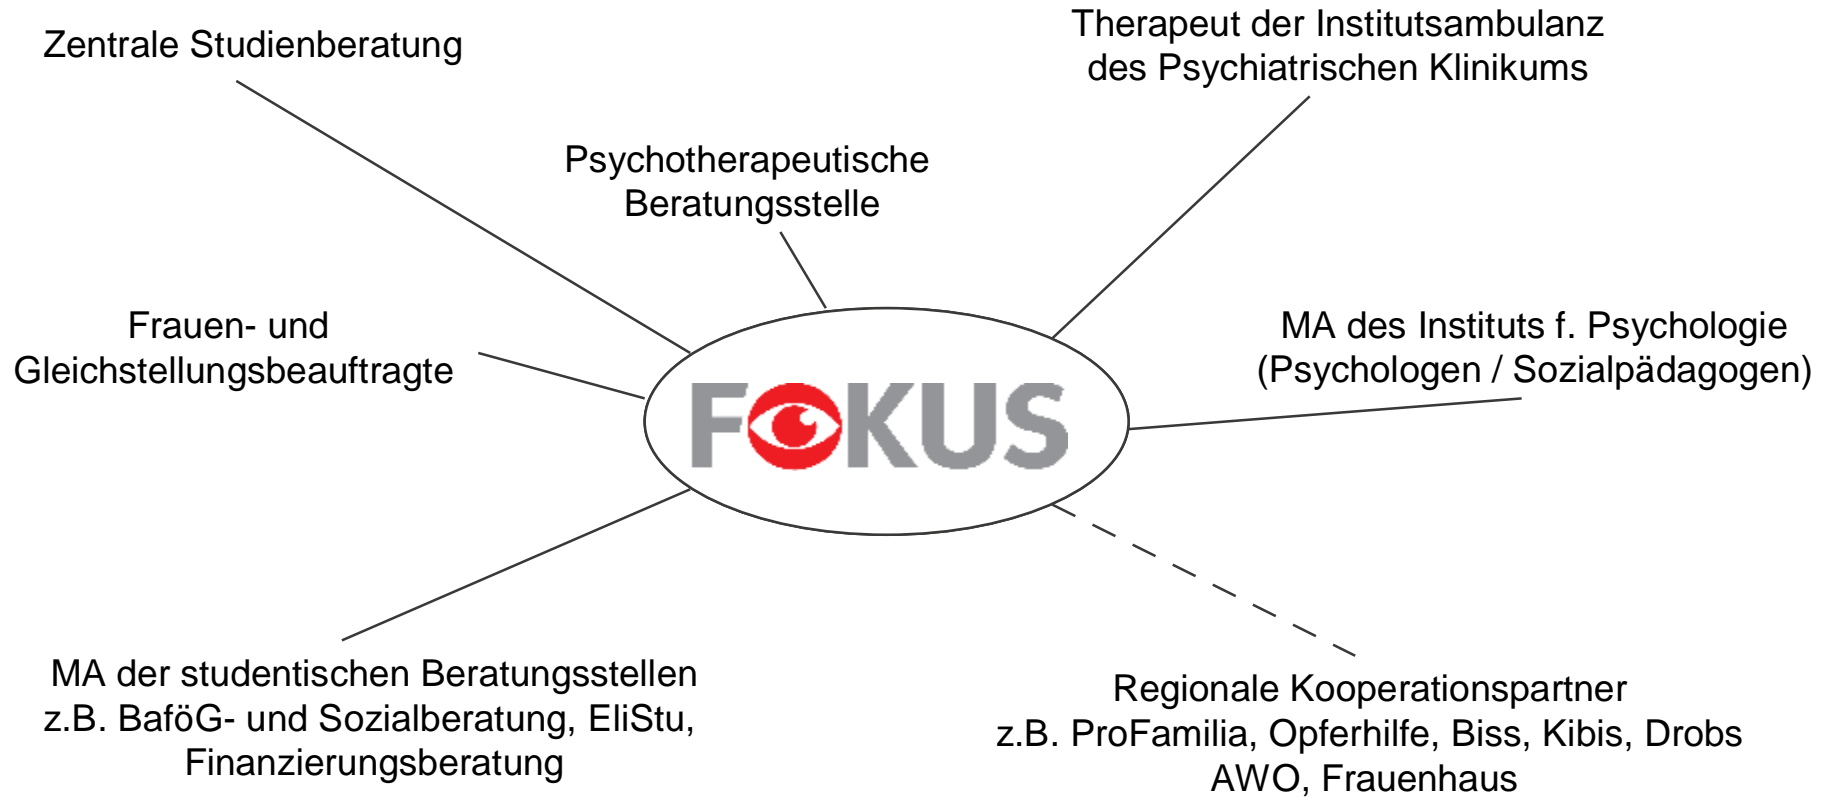 Zentrale Studienberatung
Therapeut der Institutsambulanz
des Psychiatrischen Klinikums
Psychotherapeutische
Beratungsstelle
Frauen- und
Gleichstellungsbeauftragte
MA des Instituts f. Psychologie
(Psychologen / Sozialpädagogen)
FOKUS
MA der studentischen Beratungsstellen
z.B. BaföG- und Sozialberatung, EliStu,
Finanzierungsberatung
Regionale Kooperationspartner
z.B. ProFamilia, Opferhilfe, Biss, Kibis, Drobs
AWO, Frauenhaus